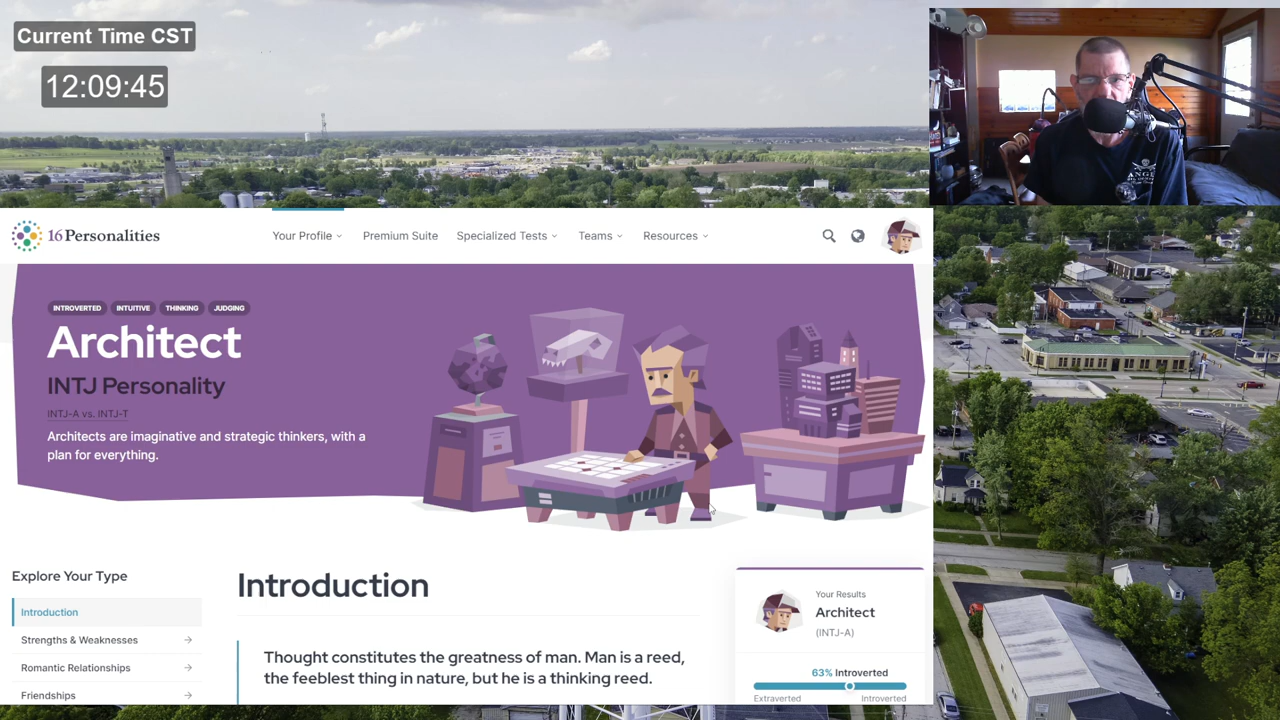 Current Time CST
12:09:45
16Personalities
Your Profile
Premium Suite
Specialized Tests
Teams
Resources
INTROVERTED
INTUITIVE
THINKING
JUDGING
Architect
INTJ Personality
INTJ-A vs. INTJ-T
Architects are imaginative and strategic thinkers, with a
plan for everything.
Explore Your Type
Introduction
Strengths & Weaknesses
Romantic Relationships
Friendships
Introduction
Thought constitutes the greatness of man. Man is a reed,
the feeblest thing in nature, but he is a thinking reed.
Your Results
Architect
(INTJ-A)
63% Introverted
Extraverted
Introverted